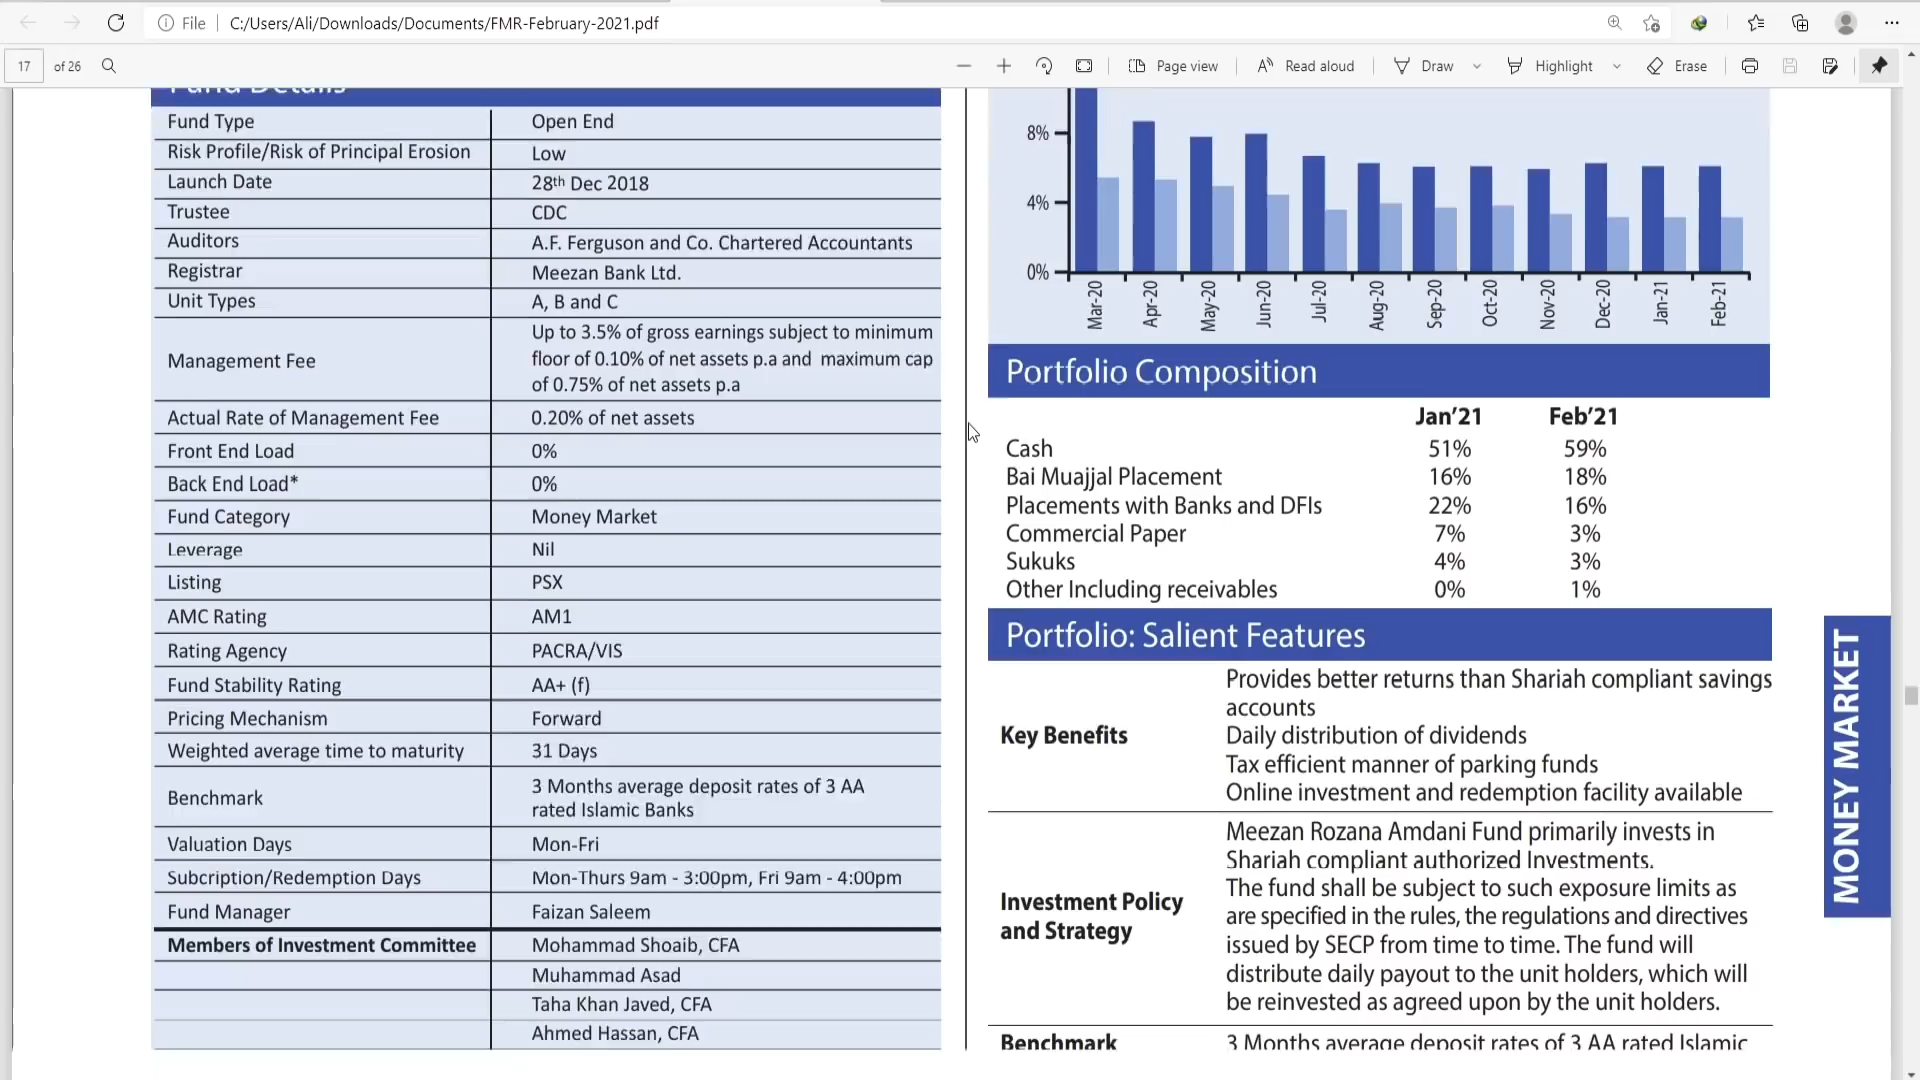 File
C:/Users/Ali/Downloads/Documents/FMR-February-2021.pdf
17 of 26
Page view
Read aloud
Draw
Highlight
Erase
Fund Details
Fund Type Open End
Risk Profile/Risk of Principal Erosion Low
Launch Date 28th Dec 2018
Trustee CDC
Auditors A.F. Ferguson and Co. Chartered Accountants
Registrar Meezan Bank Ltd.
Unit Types A, B and C
Management Fee Up to 3.5% of gross earnings subject to minimum
floor of 0.10% of net assets p.a and maximum cap
of 0.75% of net assets p.a
Actual Rate of Management Fee 0.20% of net assets
Front End Load 0%
Back End Load* 0%
Fund Category Money Market
Leverage Nil
Listing PSX
AMC Rating AM1
Rating Agency PACRA/VIS
Fund Stability Rating AA+ (f)
Pricing Mechanism Forward
Weighted average time to maturity 31 Days
Benchmark 3 Months average deposit rates of 3 AA
rated Islamic Banks
Valuation Days Mon-Fri
Subcription/Redemption Days Mon-Thurs 9am - 3:00pm, Fri 9am - 4:00pm
Fund Manager Faizan Saleem
Members of Investment Committee Mohammad Shoaib, CFA
Muhammad Asad
Taha Khan Javed, CFA
Ahmed Hassan, CFA
8%
4%
0%
Mar-20 Apr-20 May-20 Jun-20 Jul-20 Aug-20 Sep-20 Oct-20 Nov-20 Dec-20 Jan-21 Feb-21
Portfolio Composition
Jan’21 Feb’21
Cash 51% 59%
Bai Muajjal Placement 16% 18%
Placements with Banks and DFIs 22% 16%
Commercial Paper 7% 3%
Sukuks 4% 3%
Other Including receivables 0% 1%
Portfolio: Salient Features
Key Benefits
Provides better returns than Shariah compliant savings
accounts
Daily distribution of dividends
Tax efficient manner of parking funds
Online investment and redemption facility available
Investment Policy
and Strategy
Meezan Rozana Amdani Fund primarily invests in
Shariah compliant authorized Investments.
The fund shall be subject to such exposure limits as
are specified in the rules, the regulations and directives
issued by SECP from time to time. The fund will
distribute daily payout to the unit holders, which will
be reinvested as agreed upon by the unit holders.
Benchmark 3 Months average deposit rates of 3 AA rated Islamic
MONEY MARKET